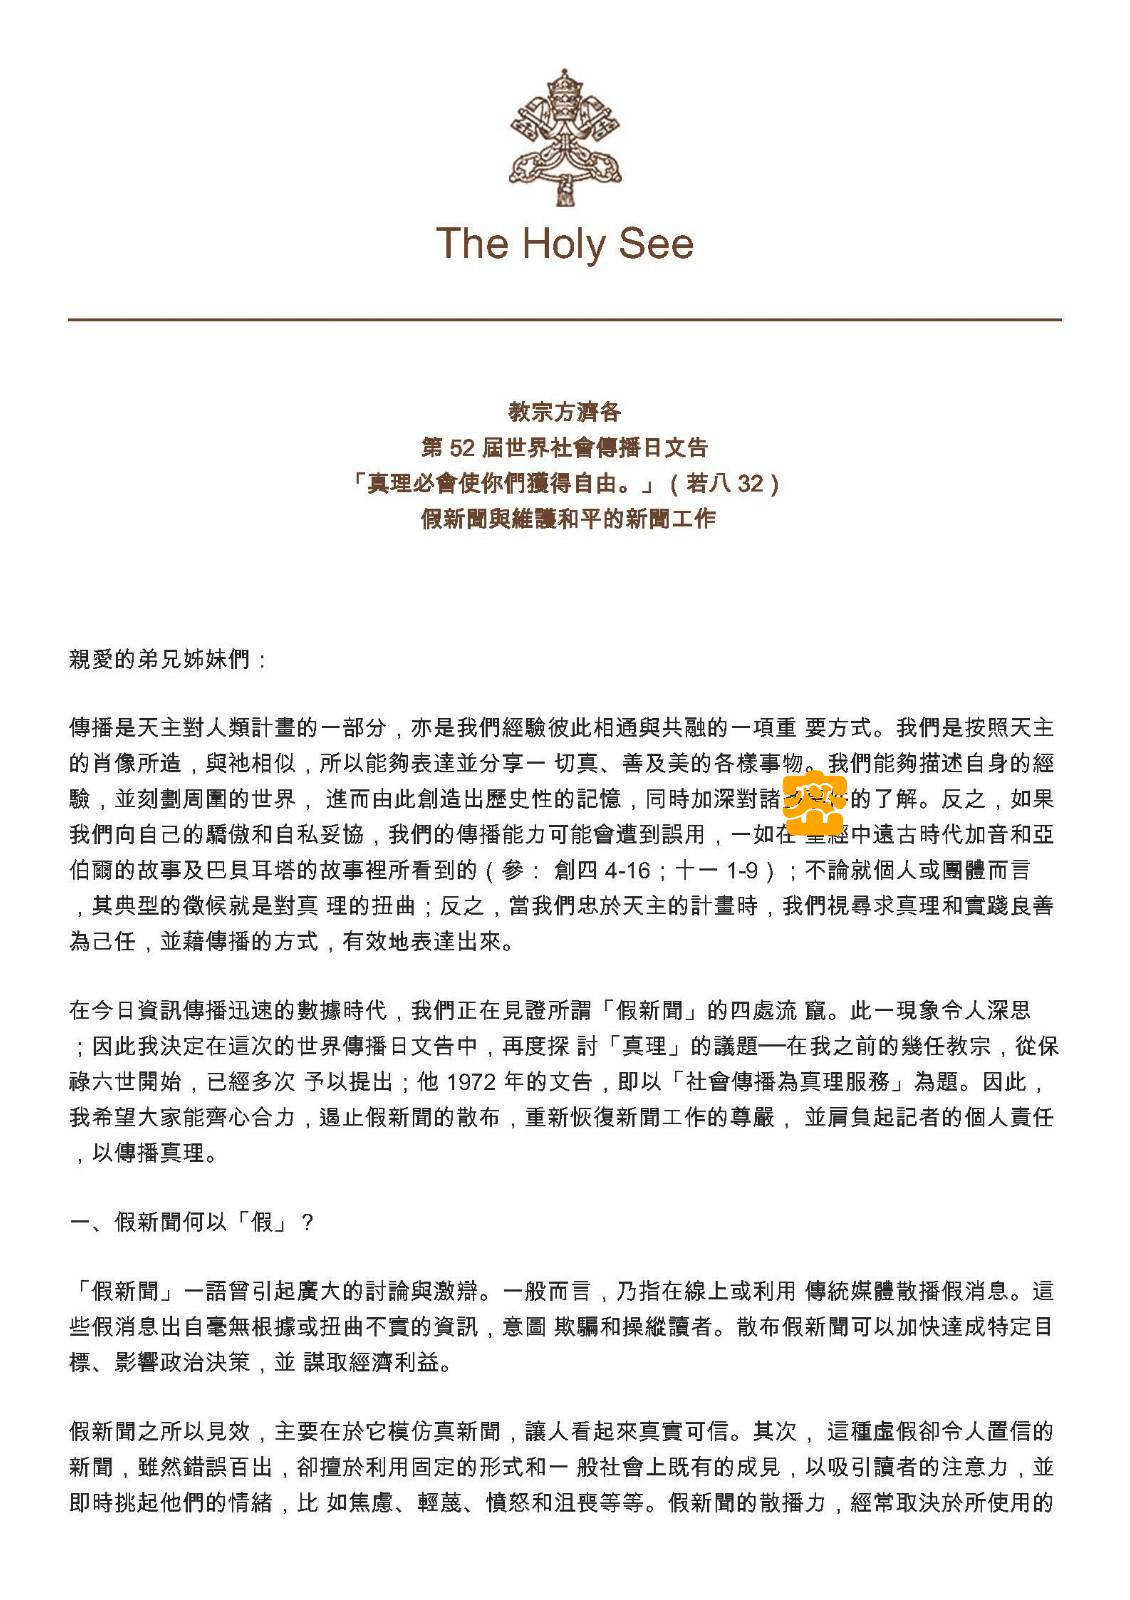 The Holy See
教宗方濟各
第 52 屆世界社會傳播日文告
「真理必會使你們獲得自由。」（若八 32）
假新聞與維護和平的新聞工作
親愛的弟兄姊妹們：
傳播是天主對人類計畫的一部分，亦是我們經驗彼此相通與共融的一項重 要方式。我們是按照天主
的肖像所造，與祂相似，所以能夠表達並分享一 切真、善及美的各樣事物。我們能夠描述自身的經
驗，並刻劃周圍的世界， 進而由此創造出歷史性的記憶，同時加深對諸的了解。反之，如果
我們向自己的驕傲和自私妥協，我們的傳播能力可能會遭到誤用，一如在 聖經中遠古時代加音和亞
伯爾的故事及巴貝耳塔的故事裡所看到的（參： 創四 4-16；十一 1-9）；不論就個人或團體而言
，其典型的徵候就是對真 理的扭曲；反之，當我們忠於天主的計畫時，我們視尋求真理和實踐良善
為己任，並藉傳播的方式，有效地表達出來。
在今日資訊傳播迅速的數據時代，我們正在見證所謂「假新聞」的四處流 竄。此一現象令人深思
；因此我決定在這次的世界傳播日文告中，再度探 討「真理」的議題──在我之前的幾任教宗，從保
祿六世開始，已經多次 予以提出；他 1972 年的文告，即以「社會傳播為真理服務」為題。因此，
我希望大家能齊心合力，遏止假新聞的散布，重新恢復新聞工作的尊嚴， 並肩負起記者的個人責任
，以傳播真理。
一、假新聞何以「假」？
「假新聞」一語曾引起廣大的討論與激辯。一般而言，乃指在線上或利用 傳統媒體散播假消息。這
些假消息出自毫無根據或扭曲不實的資訊，意圖 欺騙和操縱讀者。散布假新聞可以加快達成特定目
標、影響政治決策，並 謀取經濟利益。
假新聞之所以見效，主要在於它模仿真新聞，讓人看起來真實可信。其次， 這種虛假卻令人置信的
新聞，雖然錯誤百出，卻擅於利用固定的形式和一 般社會上既有的成見，以吸引讀者的注意力，並
即時挑起他們的情緒，比 如焦慮、輕蔑、憤怒和沮喪等等。假新聞的散播力，經常取決於所使用的